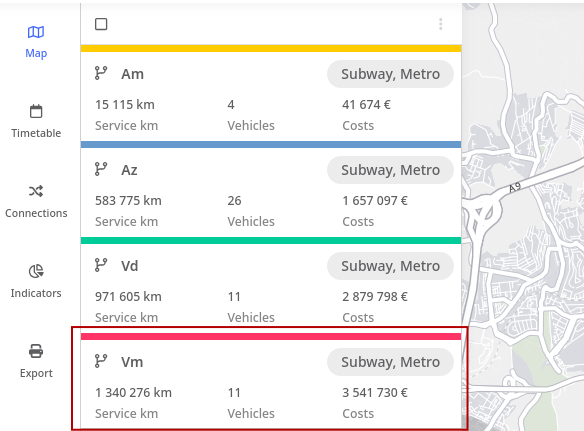 Map
Timetable
Connections
Indicators
Export
Am Subway, Metro
15 115 km 4 41 674 €
Service km Vehicles Costs
Az Subway, Metro
583 775 km 26 1 657 097 €
Service km Vehicles Costs
Vd Subway, Metro
971 605 km 11 2 879 798 €
Service km Vehicles Costs
Vm Subway, Metro
1 340 276 km 11 3 541 730 €
Service km Vehicles Costs
A9